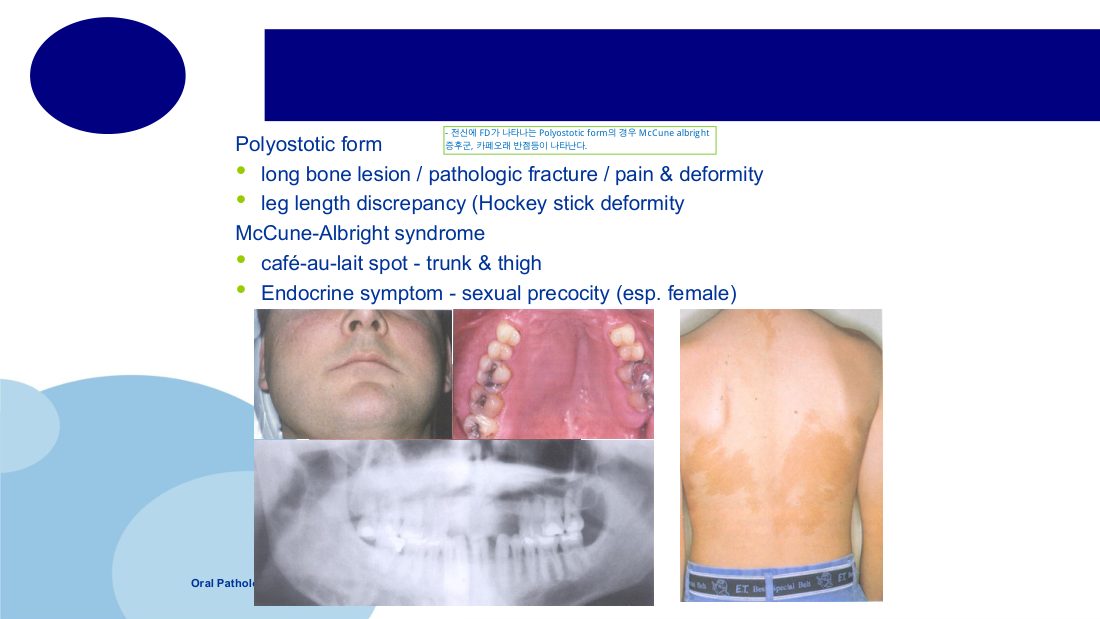 - 전신에 FD가 나타나는 Polyostotic form의 경우 McCune albright
증후군, 카페오래 반점등이 나타난다.
Polyostotic form
long bone lesion / pathologic fracture / pain & deformity
leg length discrepancy (Hockey stick deformity
McCune-Albright syndrome
café-au-lait spot - trunk & thigh
Endocrine symptom - sexual precocity (esp. female)
E.T. Best Special Belt E.T.
Oral Pathol